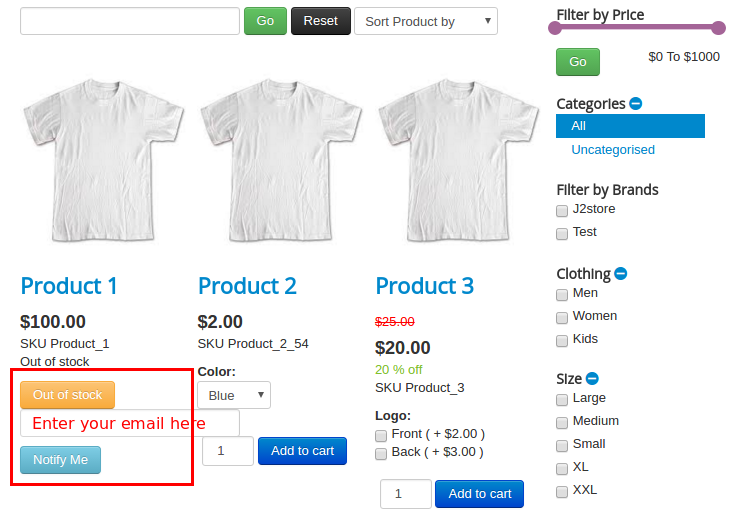 Go
Reset
Sort Product by
Filter by Price
Go
$0 To $1000
Categories
All
Uncategorised
Filter by Brands
J2store
Test
Clothing
Men
Women
Kids
Size
Large
Medium
Small
XL
XXL
Product 1
$100.00
SKU Product_1
Out of stock
Out of stock
Enter your email here
Notify Me
Product 2
$2.00
SKU Product_2_54
Color:
Blue
1
Add to cart
Product 3
$25.00
$20.00
20 % off
SKU Product_3
Logo:
Front ( + $2.00 )
Back ( + $3.00 )
1
Add to cart